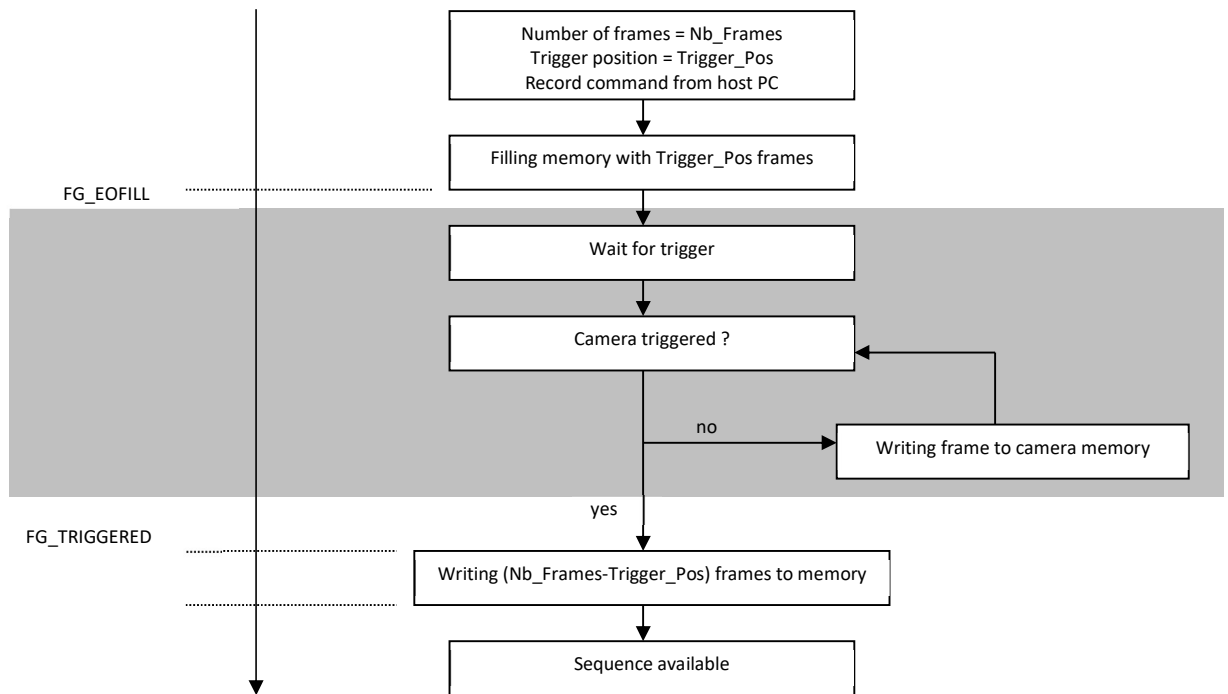 Number of frames = Nb_Frames
Trigger position = Trigger_Pos
Record command from host PC
Filling memory with Trigger_Pos frames
FG_EOFILL
Wait for trigger
Camera triggered ?
no
Writing frame to camera memory
yes
FG_TRIGGERED
Writing (Nb_Frames-Trigger_Pos) frames to memory
Sequence available